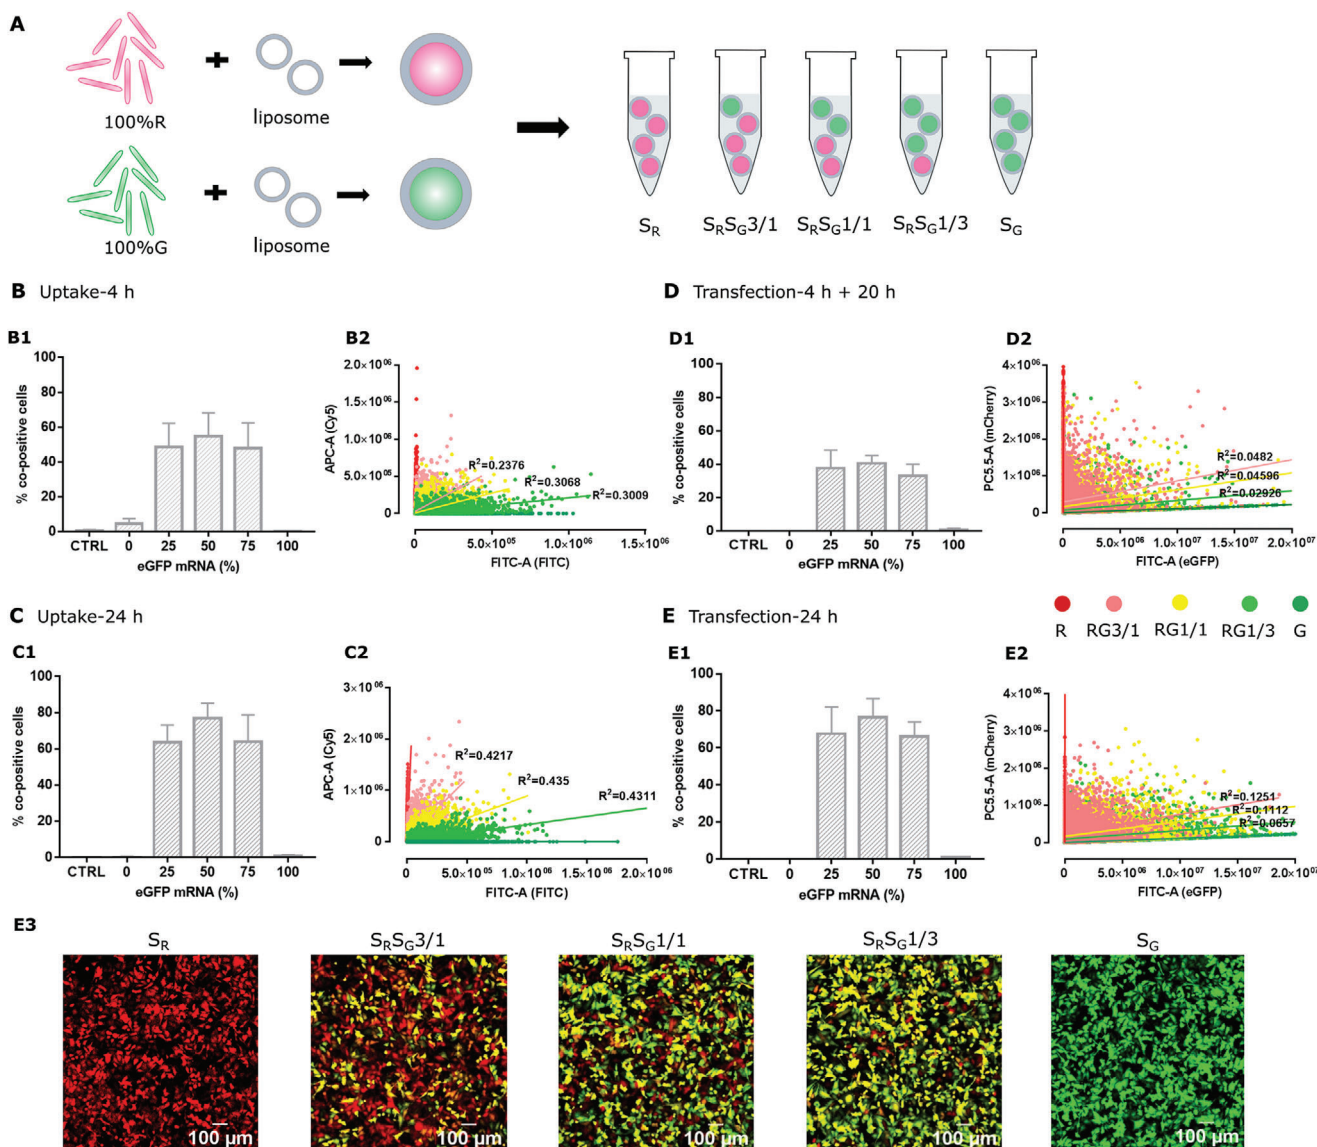 A
100%R
liposome
100%G
liposome
S_R
S_RS_G3/1
S_RS_G1/1
S_RS_G1/3
S_G
B Uptake-4 h
B1
% co-positive cells
100
80
60
40
20
0
CTRL 0 25 50 75 100
eGFP mRNA (%)
B2
APC-A (Cy5)
2.0×10^06
1.5×10^06
1.0×10^06
5.0×10^05
0
R²=0.2376
R²=0.3068
R²=0.3009
0 5.0×10^05 1.0×10^06 1.5×10^06
FITC-A (FITC)
D Transfection-4 h + 20 h
D1
% co-positive cells
100
80
60
40
20
0
CTRL 0 25 50 75 100
eGFP mRNA (%)
D2
PC5.5-A (mCherry)
4×10^06
3×10^06
2×10^06
1×10^06
0
R²=0.0482
R²=0.04596
R²=0.02926
0 5.0×10^06 1.0×10^07 1.5×10^07 2.0×10^07
FITC-A (eGFP)
R RG3/1 RG1/1 RG1/3 G
C Uptake-24 h
C1
% co-positive cells
100
80
60
40
20
0
CTRL 0 25 50 75 100
eGFP mRNA (%)
C2
APC-A (Cy5)
3×10^06
2×10^06
1×10^06
0
R²=0.4217
R²=0.435
R²=0.4311
0 5.0×10^05 1.0×10^06 1.5×10^06 2.0×10^06
FITC-A (FITC)
E Transfection-24 h
E1
% co-positive cells
100
80
60
40
20
0
CTRL 0 25 50 75 100
eGFP mRNA (%)
E2
PC5.5-A (mCherry)
4×10^06
3×10^06
2×10^06
1×10^06
0
R²=0.1251
R²=0.1112
R²=0.0657
0 5.0×10^06 1.0×10^07 1.5×10^07 2.0×10^07
FITC-A (eGFP)
E3
S_R
S_RS_G3/1
S_RS_G1/1
S_RS_G1/3
S_G
100 µm
100 µm
100 µm
100 µm
100 µm